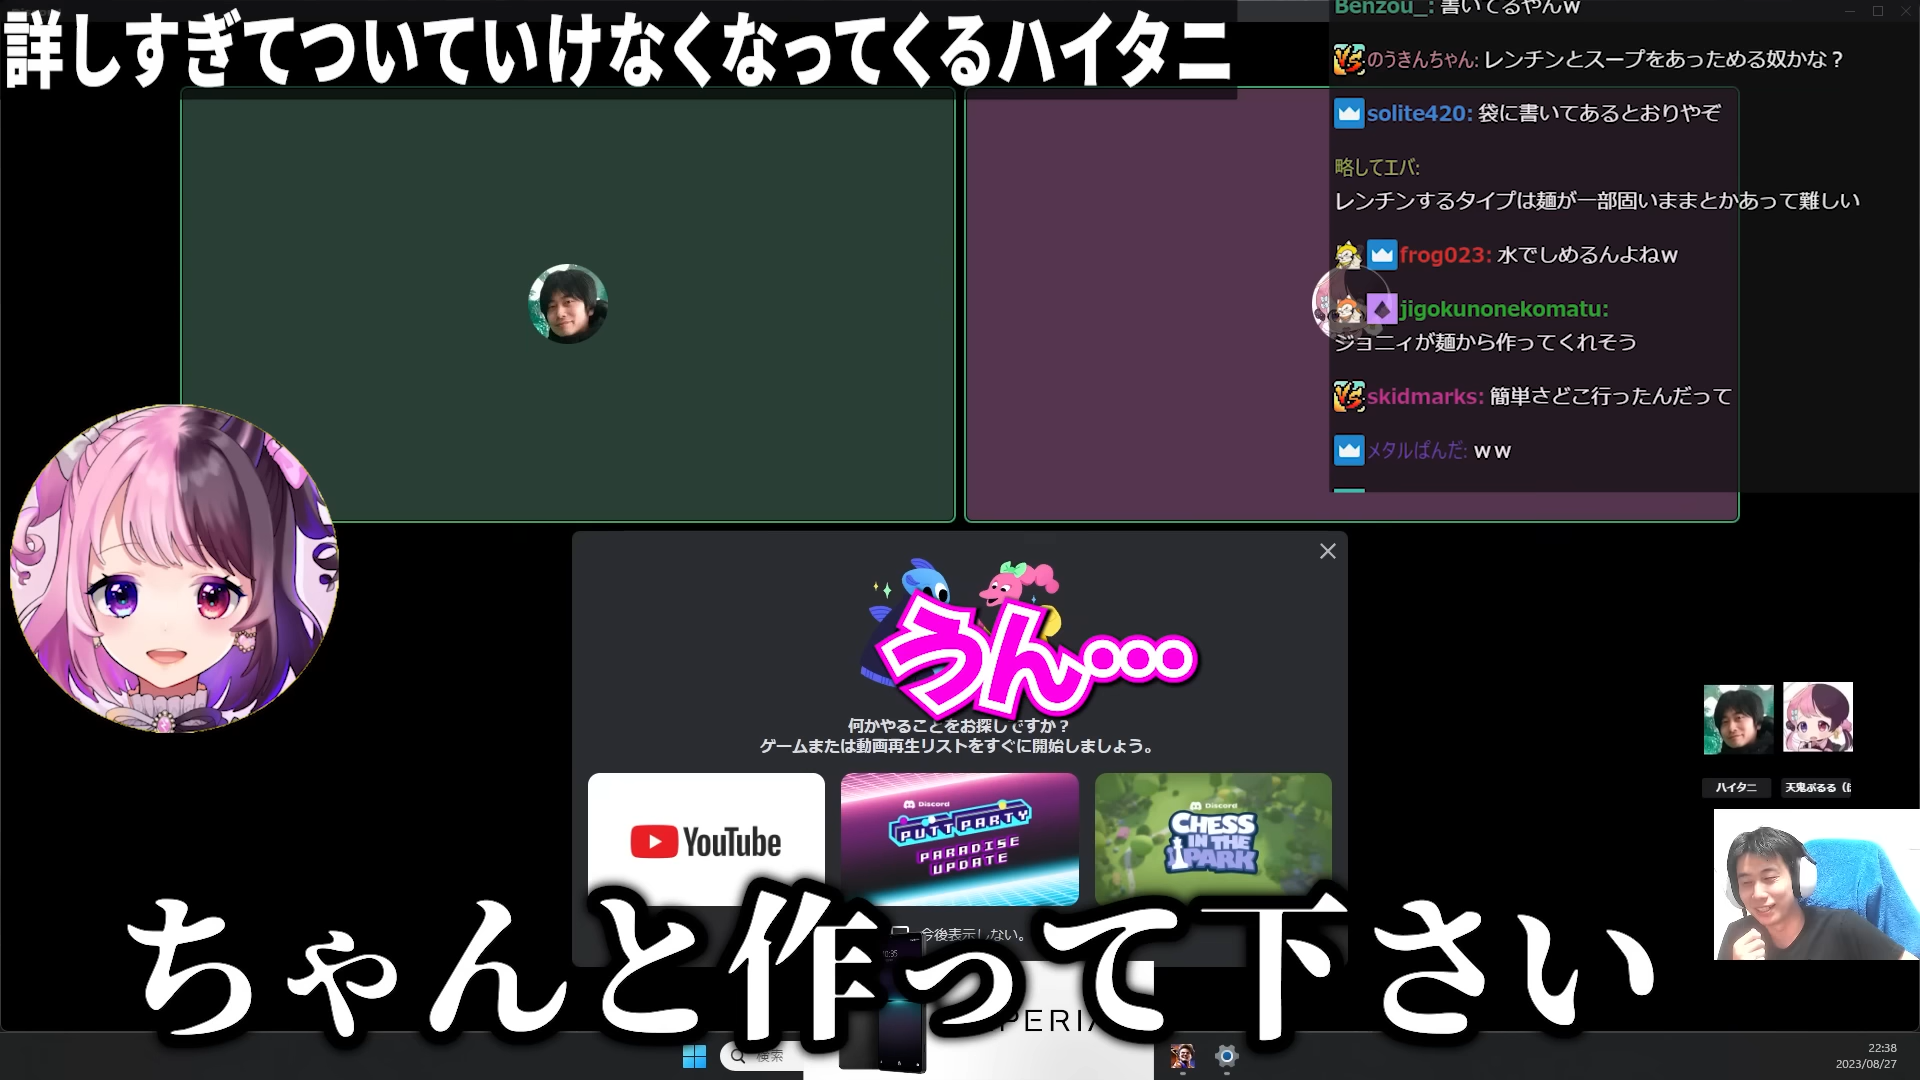 詳しすぎてついていけなくなってくるハイタニ
Benzou_: 書いてるやんw
のうきんちゃん: レンチンとスープをあっためる奴かな？
solite420: 袋に書いてあるとおりやぞ
略してエバ:
レンチンするタイプは麺が一部固いままとかあって難しい
frog023: 水でしめるんよねw
jigokunonekomatu:
ジョニィが麺から作ってくれそう
skidmarks: 簡単さどこ行ったんだって
メタルぱんだ: ww
うん…
何かやることをお探しですか？
ゲームまたは動画再生リストをすぐに開始しましょう。
YouTube
Discord
PUTT PARTY
PARADISE
UPDATE
Discord
CHESS
IN THE
PARK
ハイタニ
天鬼ぷるる
今後表示しない。
ちゃんと作って下さい
検索
22:38
2023/08/27